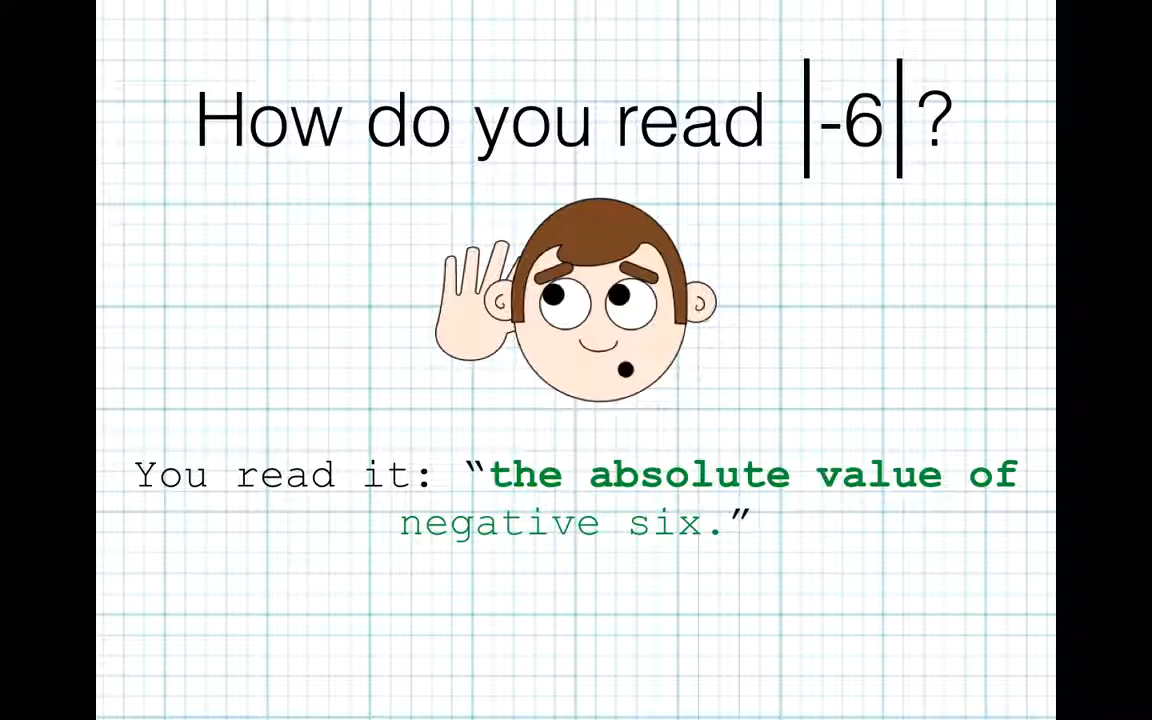 How do you read |-6|?
You read it: “the absolute value of
negative six.”